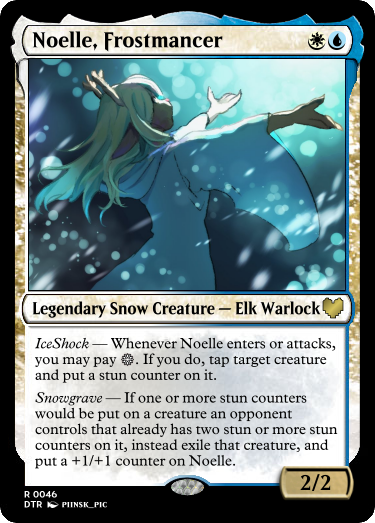 Noelle, Frostmancer
Legendary Snow Creature — Elk Warlock
IceShock — Whenever Noelle enters or attacks,
you may pay. If you do, tap target creature
and put a stun counter on it.
Snowgrave — If one or more stun counters
would be put on a creature an opponent
controls that already has two stun or more stun
counters on it, instead exile that creature, and
put a +1/+1 counter on Noelle.
2/2
R 0046
DTR PIINSK_PIC